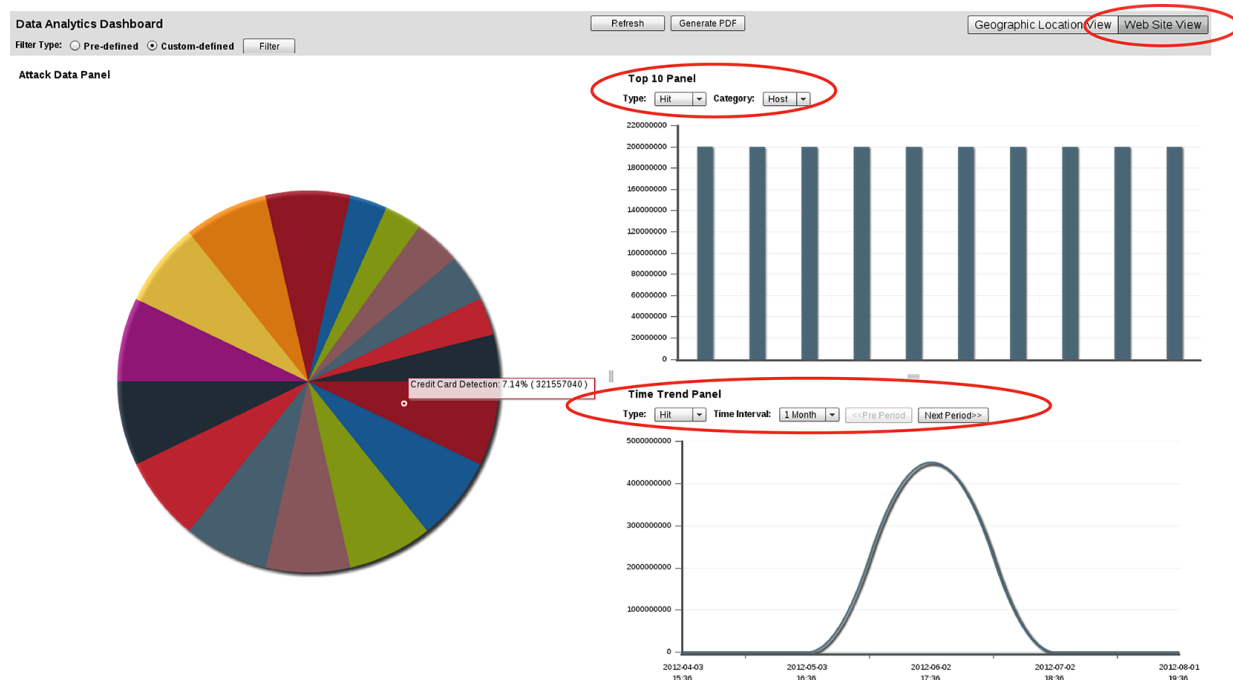 Data Analytics Dashboard
Refresh
Generate PDF
Geographic Location View
Web Site View
Filter Type:
Pre-defined
Custom-defined
Filter
Attack Data Panel
Credit Card Detection: 7.14% ( 321557040 )
Top 10 Panel
Type: Hit Category: Host
220000000
200000000
180000000
160000000
140000000
120000000
100000000
80000000
60000000
40000000
20000000
0
Time Trend Panel
Type: Hit Time Interval: 1 Month <<Pre Period Next Period>>
5000000000
4000000000
3000000000
2000000000
1000000000
0
2012-04-03 2012-05-03 2012-06-02 2012-07-02 2012-08-01
15:36 16:36 17:36 18:36 19:36